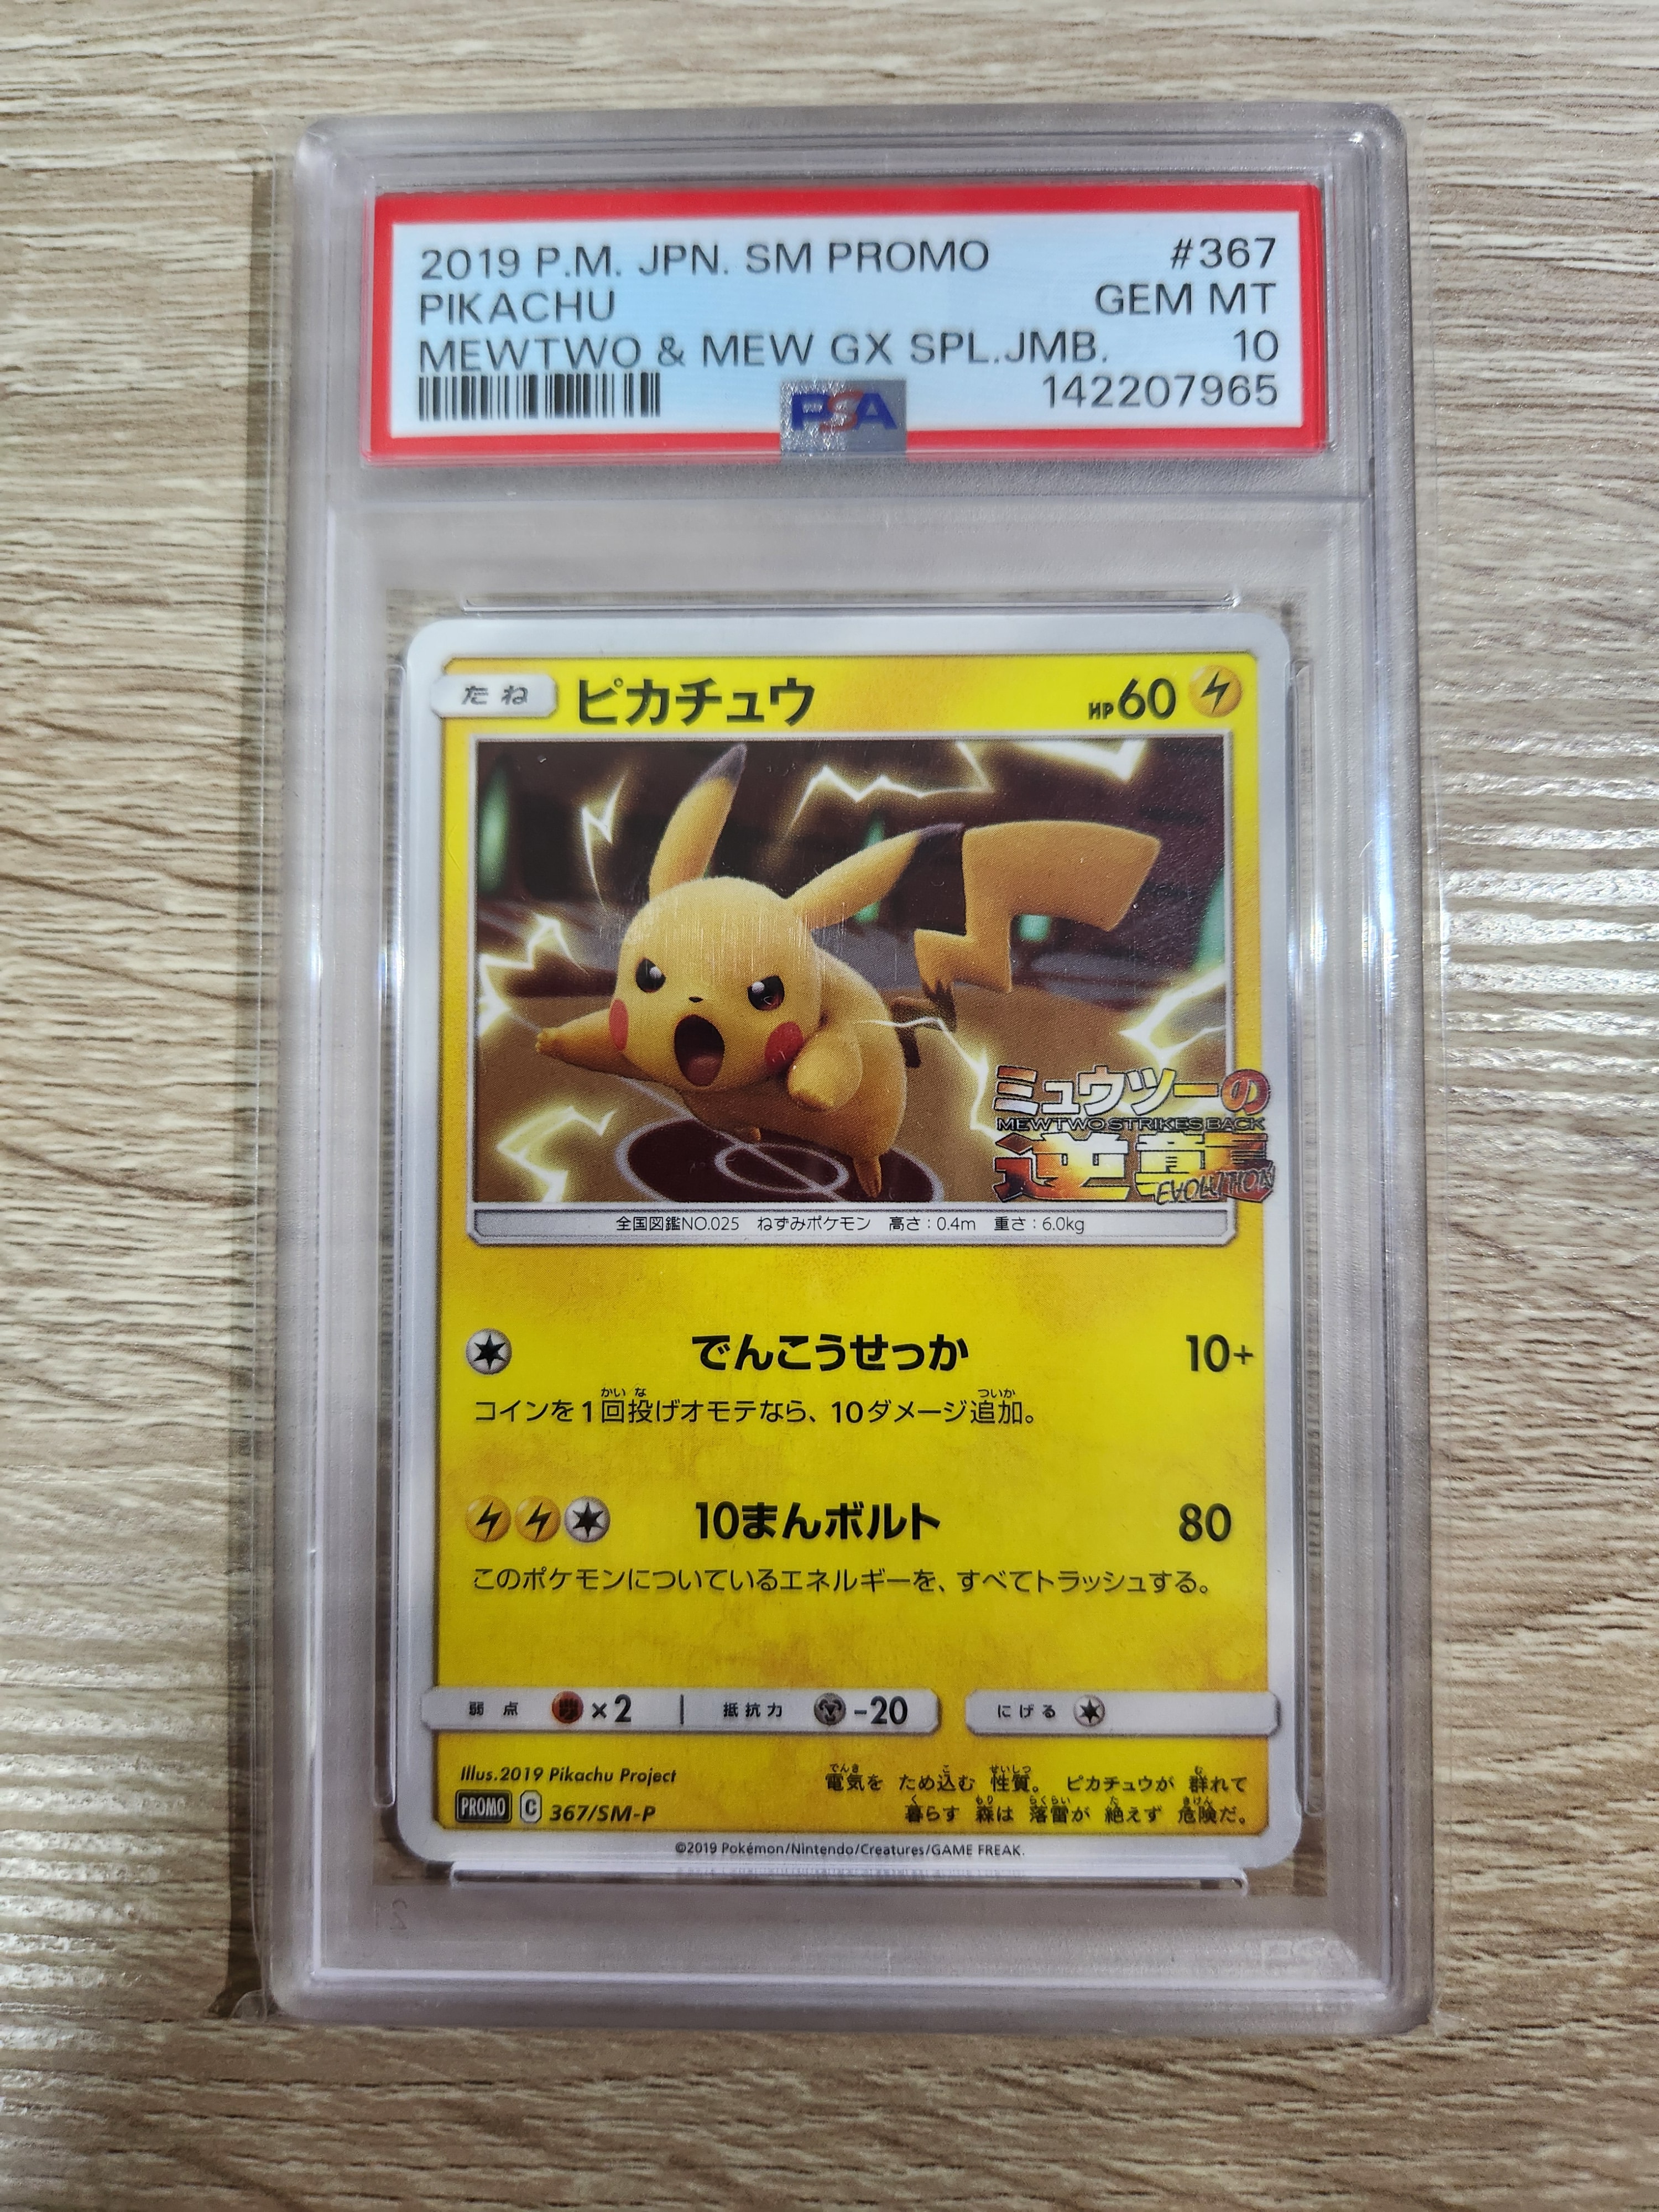 2019 P.M. JPN. SM PROMO #367
PIKACHU GEM MT
MEWTWO & MEW GX SPL.JMB. 10
142207965
PSA
たね ピカチュウ HP60
ミュウツーの
MEWTWO STRIKES BACK
逆襲
EVOLUTION
全国図鑑NO.025 ねずみポケモン 高さ:0.4m 重さ:6.0kg
でんこうせっか 10+
コインを1回投げオモテなら、10ダメージ追加。
10まんボルト 80
このポケモンについているエネルギーを、すべてトラッシュする。
弱点 ×2 抵抗力 -20 にげる
Illus.2019 Pikachu Project
電気を ため込む 性質。 ピカチュウが 群れて
暮らす 森は 落雷が 絶えず 危険だ。
PROMO C 367/SM-P
©2019 Pokémon/Nintendo/Creatures/GAME FREAK.